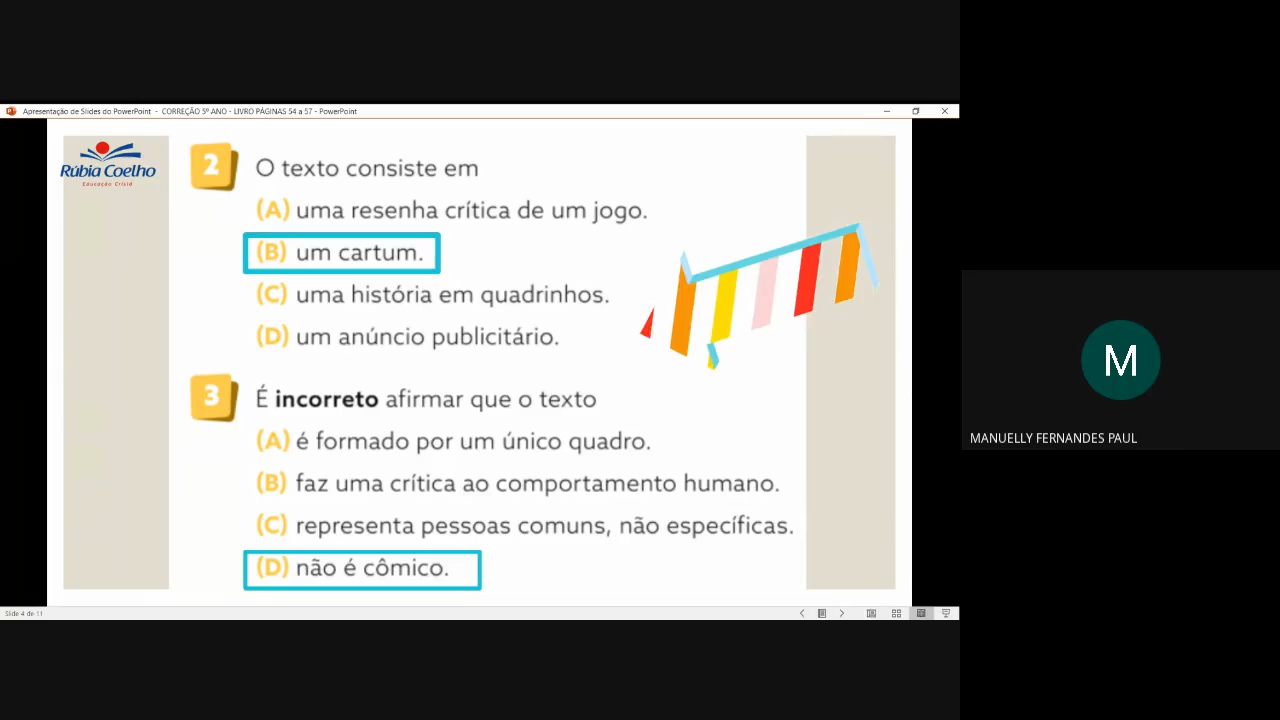 Apresentação de Slides do PowerPoint - CORREÇÃO 5º ANO - LIVRO PÁGINAS 54 a 57 - PowerPoint
Rúbia Coelho
Educação Cristã
2 O texto consiste em
(A) uma resenha crítica de um jogo.
(B) um cartum.
(C) uma história em quadrinhos.
(D) um anúncio publicitário.
3 É incorreto afirmar que o texto
(A) é formado por um único quadro.
(B) faz uma crítica ao comportamento humano.
(C) representa pessoas comuns, não específicas.
(D) não é cômico.
Slide 4 de 11
M
MANUELLY FERNANDES PAUL